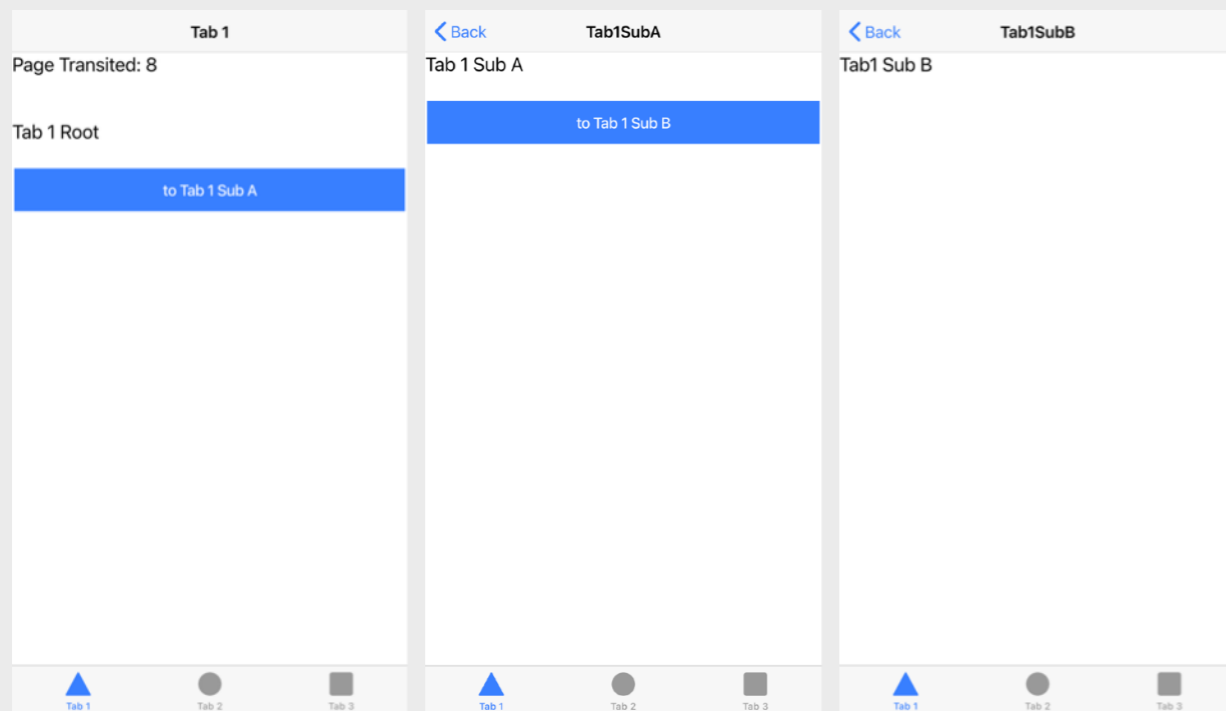 Tab 1
Page Transited: 8
Tab 1 Root
to Tab 1 Sub A
Tab 1
Tab 2
Tab 3
Back
Tab1SubA
Tab 1 Sub A
to Tab 1 Sub B
Tab 1
Tab 2
Tab 3
Back
Tab1SubB
Tab1 Sub B
Tab 1
Tab 2
Tab 3